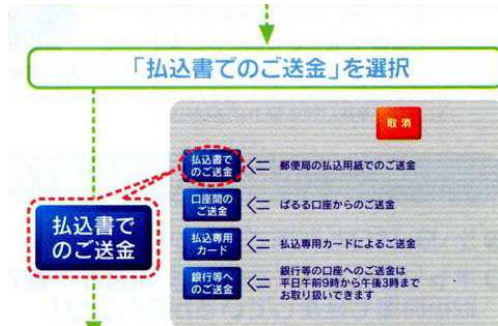 「払込書でのご送金」を選択
取消
払込書で
のご送金
郵便局の払込用紙でのご送金
口座間の
ご送金
ぱるる口座からのご送金
払込専用
カード
払込専用カードによるご送金
銀行等へ
のご送金
銀行等の口座へのご送金は
平日午前9時から午後3時まで
お取り扱いできます
払込書で
のご送金